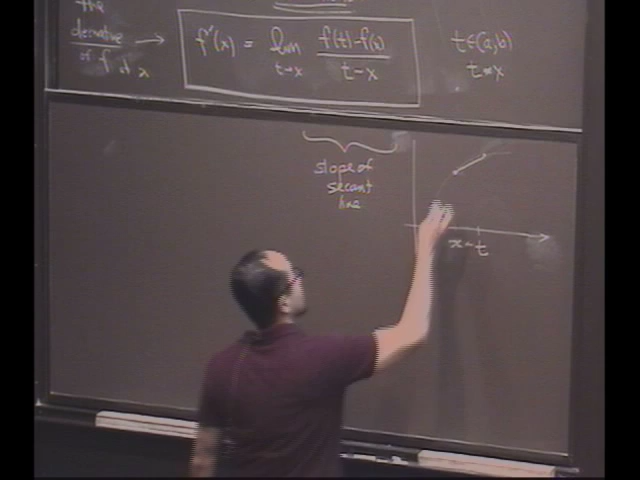 the
derivative
of f at x →
f'(x) = lim t→x f(t)-f(x) / t-x
t∈(a,b)
t≠x
slope of
secant
line
x ~ t